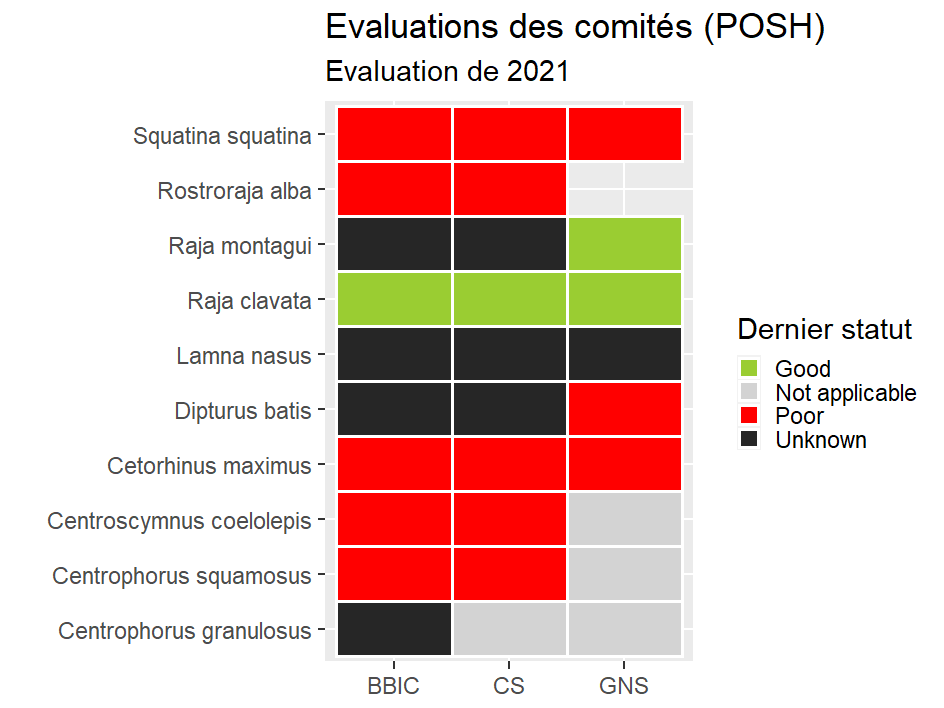 Evaluations des comités (POSH)
Evaluation de 2021
Squatina squatina
Rostroraja alba
Raja montagui
Raja clavata
Lamna nasus
Dipturus batis
Cetorhinus maximus
Centroscymnus coelolepis
Centrophorus squamosus
Centrophorus granulosus
BBIC CS GNS
Dernier statut
Good
Not applicable
Poor
Unknown